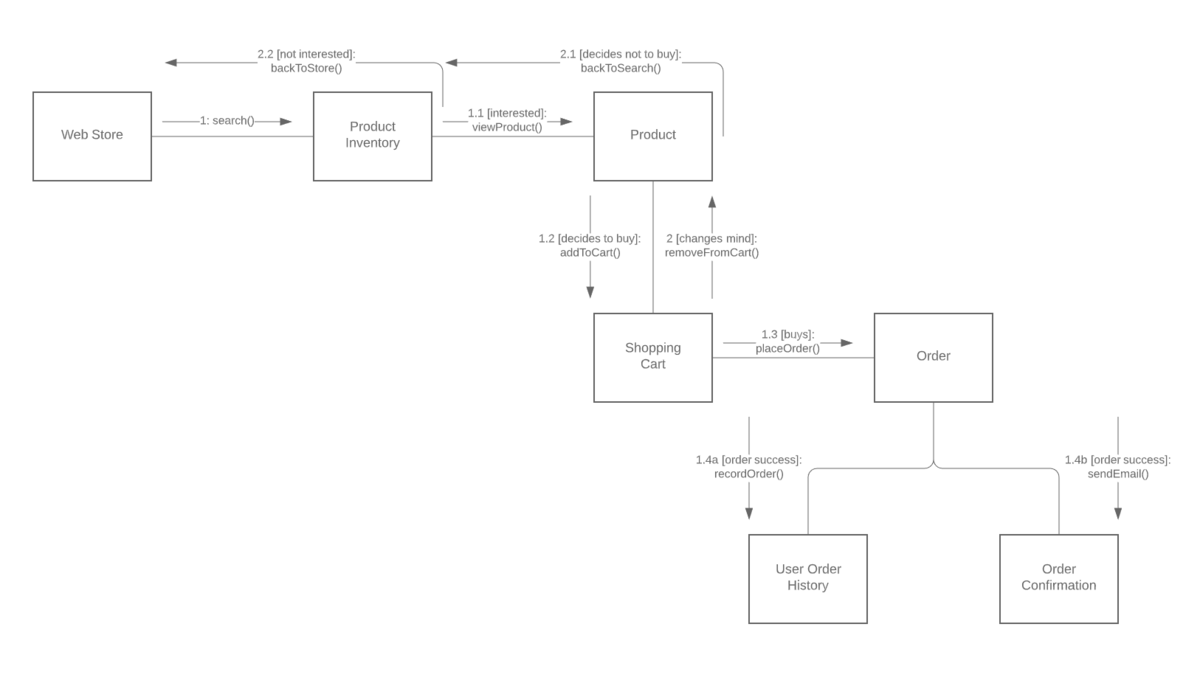 2.2 [not interested]:
backToStore()
2.1 [decides not to buy]:
backToSearch()
Web Store
1: search()
Product
Inventory
1.1 [interested]:
viewProduct()
Product
1.2 [decides to buy]:
addToCart()
2 [changes mind]:
removeFromCart()
Shopping
Cart
1.3 [buys]:
placeOrder()
Order
1.4a [order success]:
recordOrder()
1.4b [order success]:
sendEmail()
User Order
History
Order
Confirmation